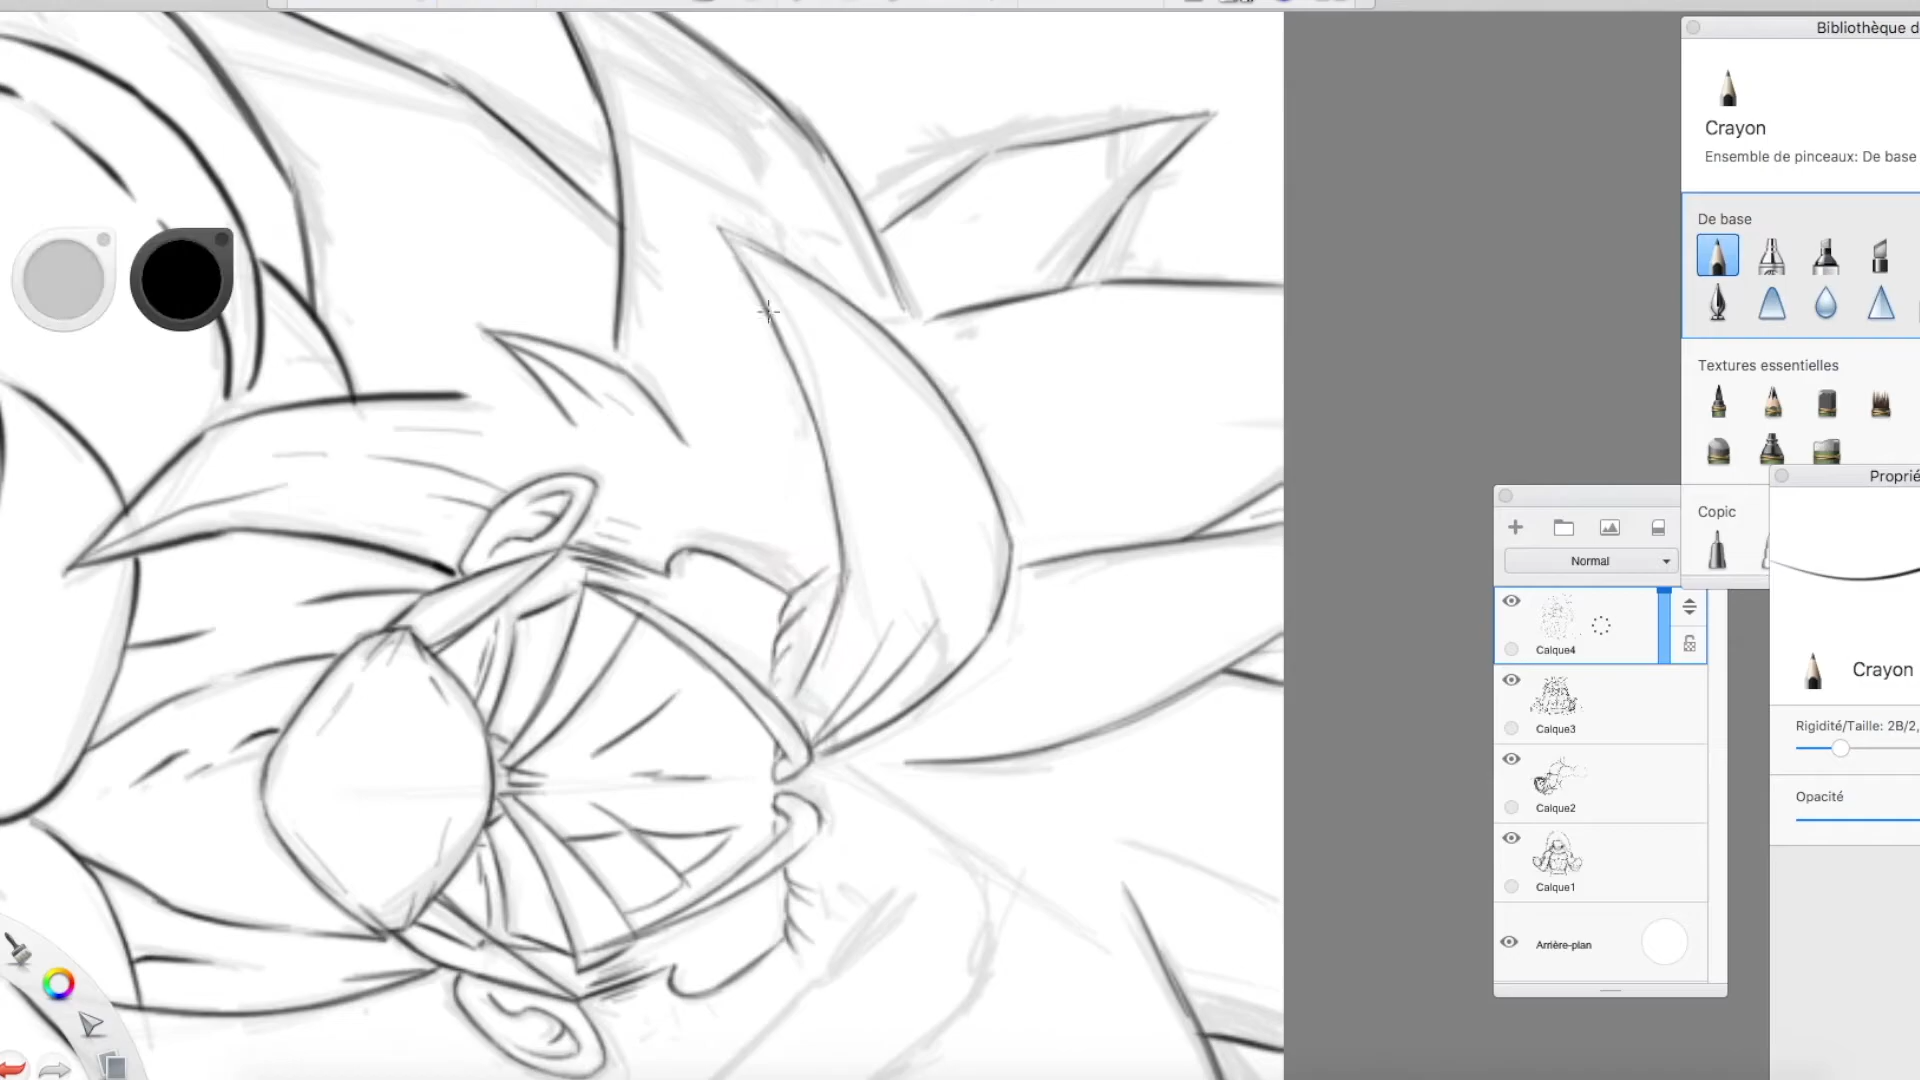 Bibliothèque d
Crayon
Ensemble de pinceaux: De base
De base
Textures essentielles
Proprié
Copic
Normal
Crayon
Calque4
Calque3
Rigidité/Taille: 2B/2,
Opacité
Calque2
Calque1
Arrière-plan